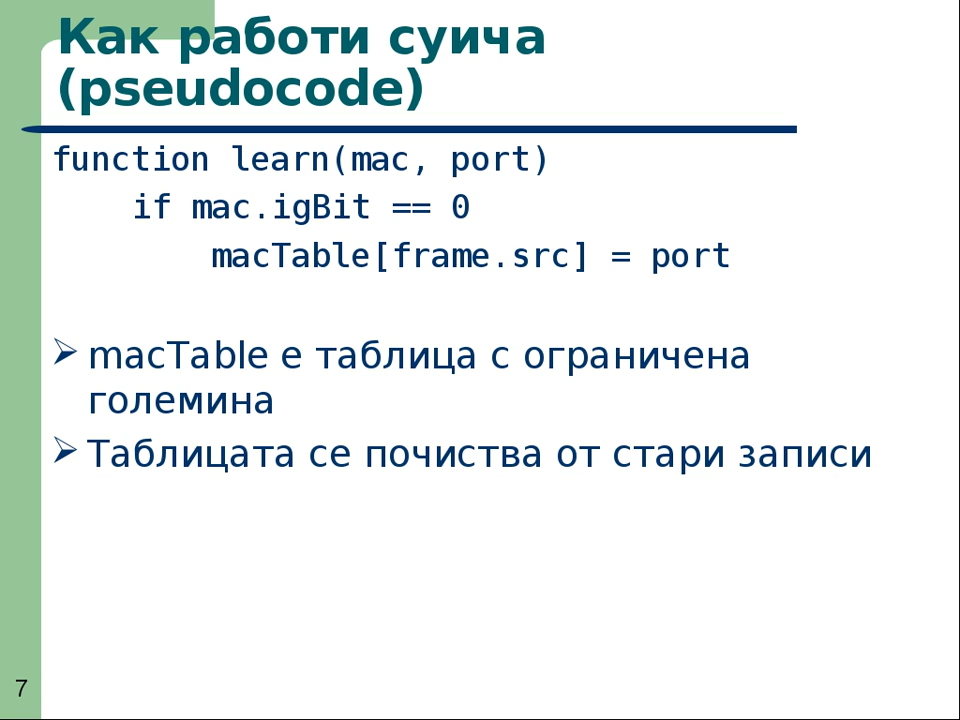 Как работи суича
(pseudocode)
function learn(mac, port)
if mac.igBit == 0
macTable[frame.src] = port
macTable е таблица с ограничена
големина
Таблицата се почиства от стари записи
7